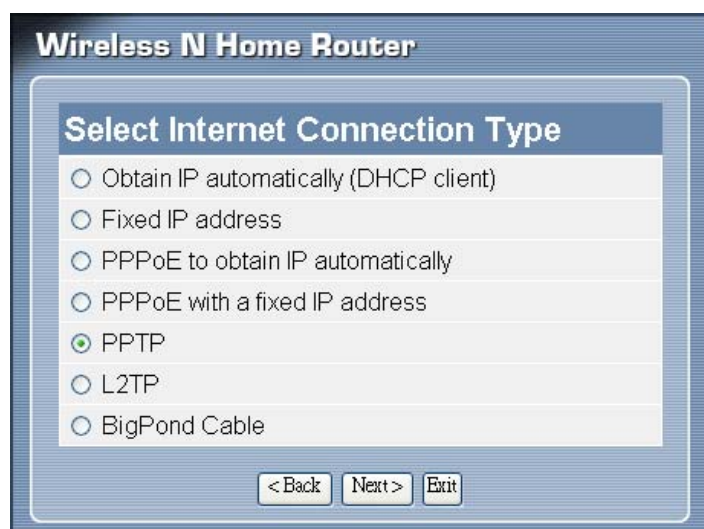 Wireless N Home Router
Select Internet Connection Type
Obtain IP automatically (DHCP client)
Fixed IP address
PPPoE to obtain IP automatically
PPPoE with a fixed IP address
PPTP
L2TP
BigPond Cable
< Back Next > Exit